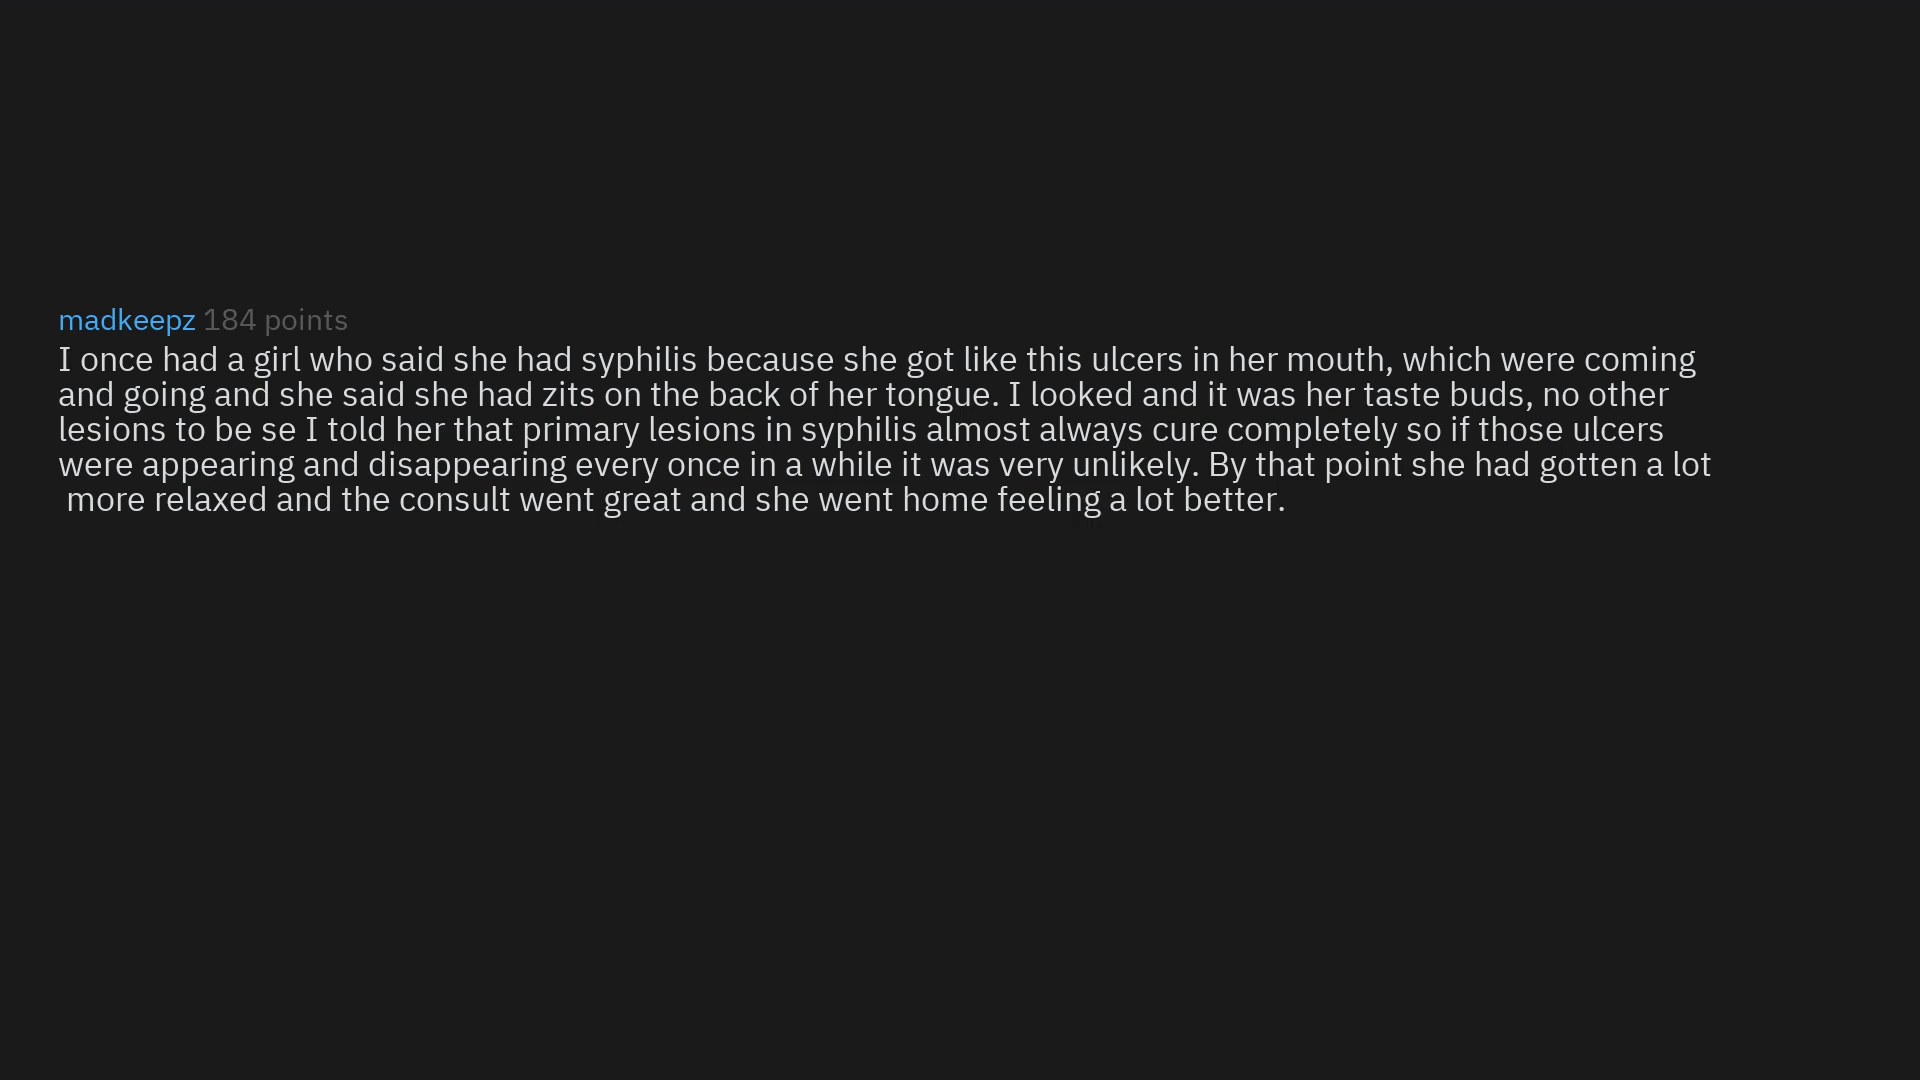 madkeepz 184 points
I once had a girl who said she had syphilis because she got like this ulcers in her mouth, which were coming
and going and she said she had zits on the back of her tongue. I looked and it was her taste buds, no other
lesions to be se I told her that primary lesions in syphilis almost always cure completely so if those ulcers
were appearing and disappearing every once in a while it was very unlikely. By that point she had gotten a lot
more relaxed and the consult went great and she went home feeling a lot better.